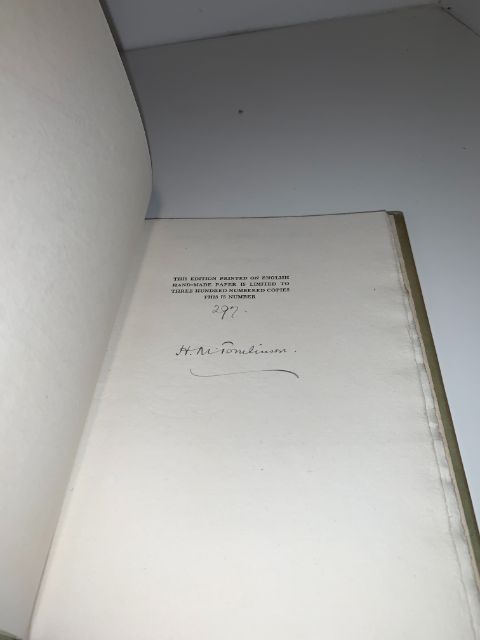 THIS EDITION PRINTED ON ENGLISH
HAND-MADE PAPER IS LIMITED TO
THREE HUNDRED NUMBERED COPIES
THIS IS NUMBER
297.
H. M. Tomlinson.